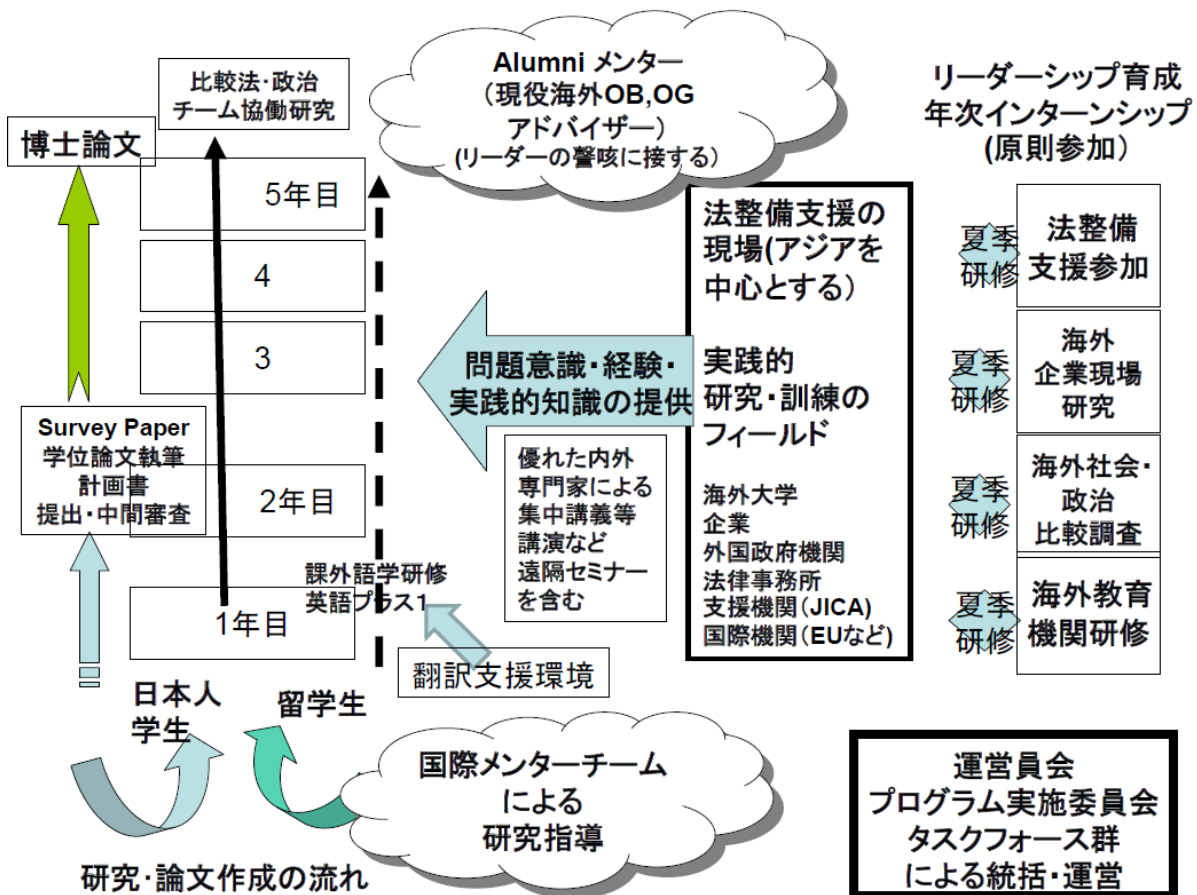 比較法・政治
チーム協働研究
博士論文
5年目
4
3
2年目
1年目
Survey Paper
学位論文執筆
計画書
提出・中間審査
課外語学研修
英語プラス1
翻訳支援環境
日本人
学生
留学生
研究・論文作成の流れ
Alumni メンター
（現役海外OB,OG
アドバイザー）
(リーダーの謦咳に接する）
問題意識・経験・
実践的知識の提供
優れた内外
専門家による
集中講義等
講演など
遠隔セミナー
を含む
法整備支援の
現場(アジアを
中心とする）
実践的
研究・訓練の
フィールド
海外大学
企業
外国政府機関
法律事務所
支援機関（JICA)
国際機関（EUなど）
国際メンターチーム
による
研究指導
リーダーシップ育成
年次インターンシップ
(原則参加）
夏季
研修
法整備
支援参加
夏季
研修
海外
企業現場
研究
夏季
研修
海外社会・
政治
比較調査
夏季
研修
海外教育
機関研修
運営員会
プログラム実施委員会
タスクフォース群
による統括・運営